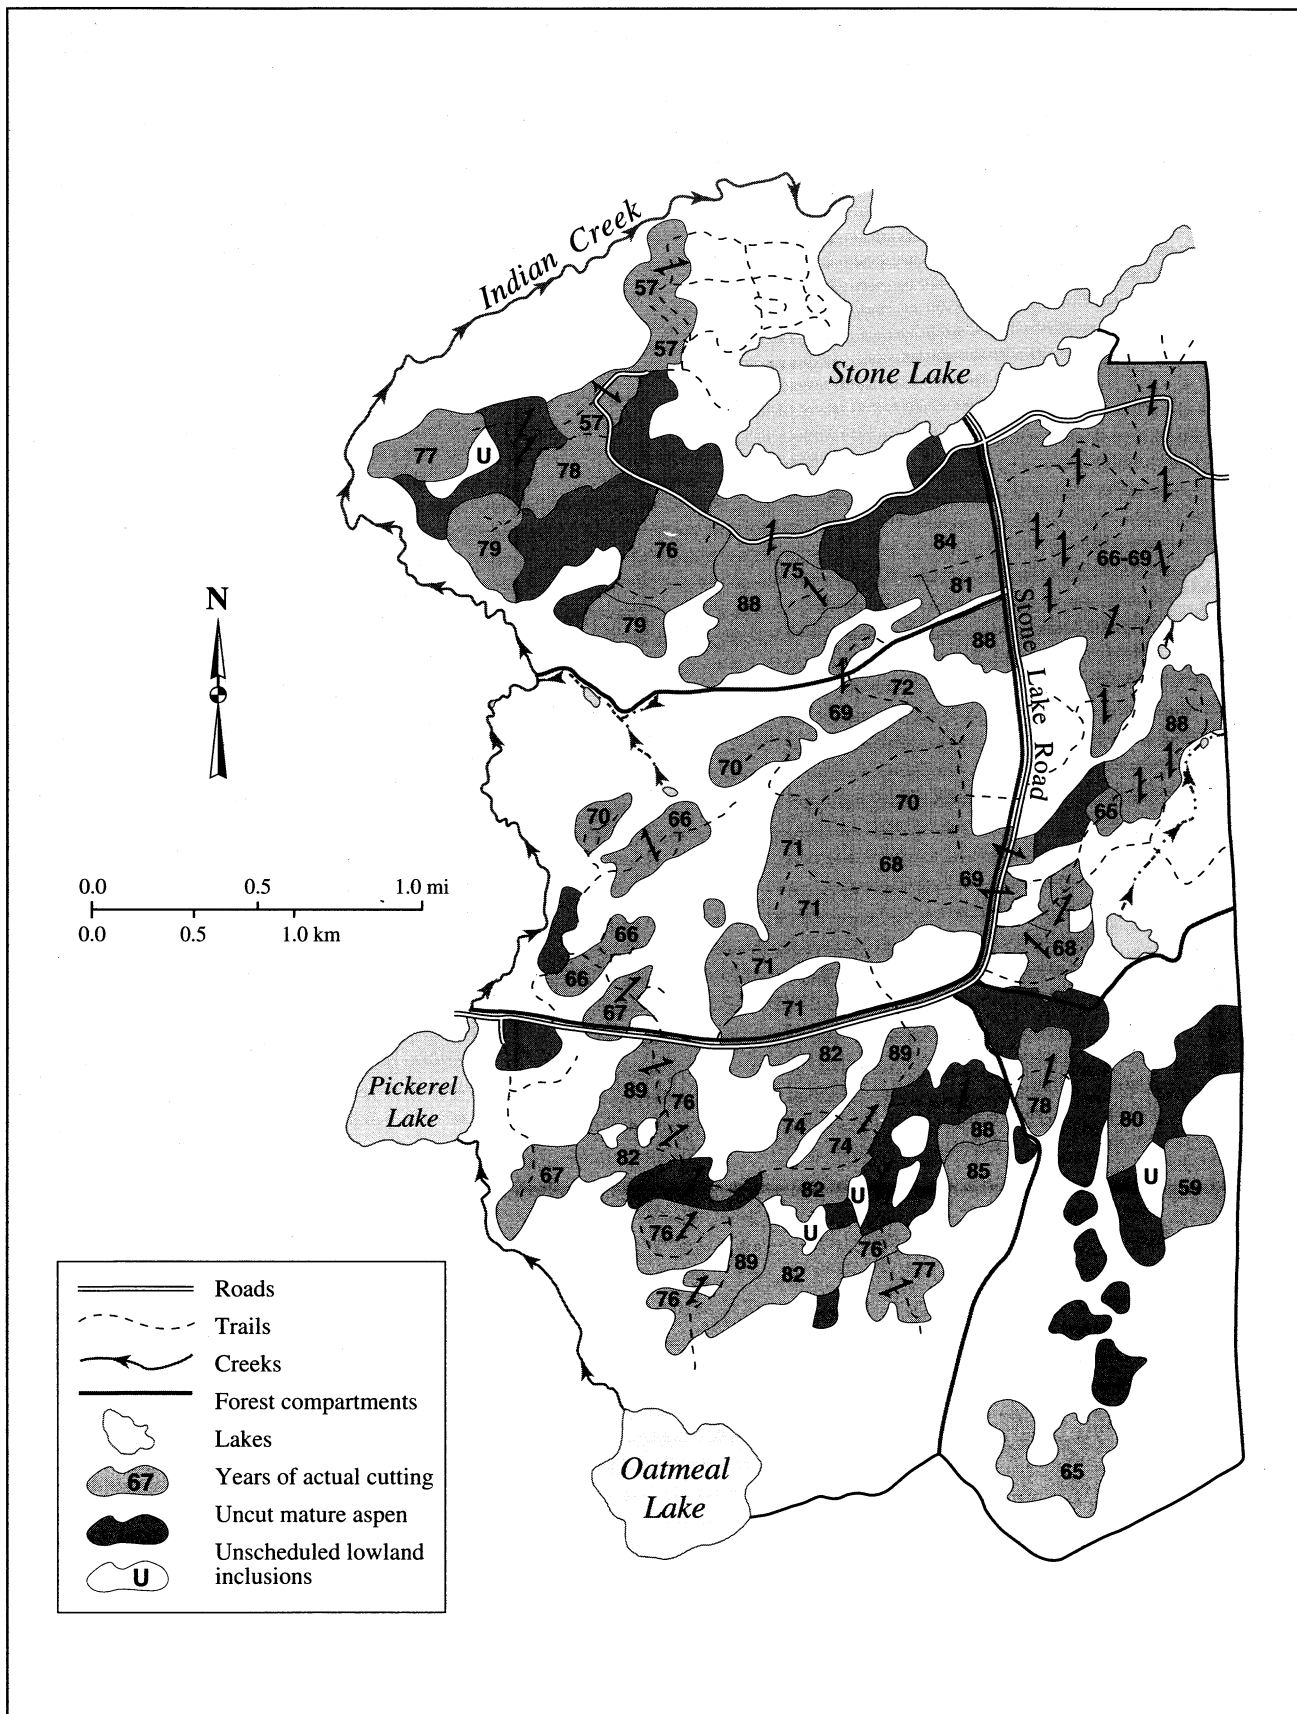 Indian Creek
57
57
Stone Lake
57
77
U
78
79
76
84
75
66-69
81
88
79
88
N
Stone Lake Road
72
69
88
70
70
70
66
66
71
68
69
0.0 0.5 1.0 mi
71
66
68
0.0 0.5 1.0 km
71
66
67
71
82
89
Pickerel
Lake
89
76
78
80
74
88
74
82
67
85
U
59
82
U
76
U
76
89
82
77
76
Roads
Trails
Creeks
Forest compartments
Lakes
67
Years of actual cutting
Uncut mature aspen
U
Unscheduled lowland
inclusions
Oatmeal
Lake
65